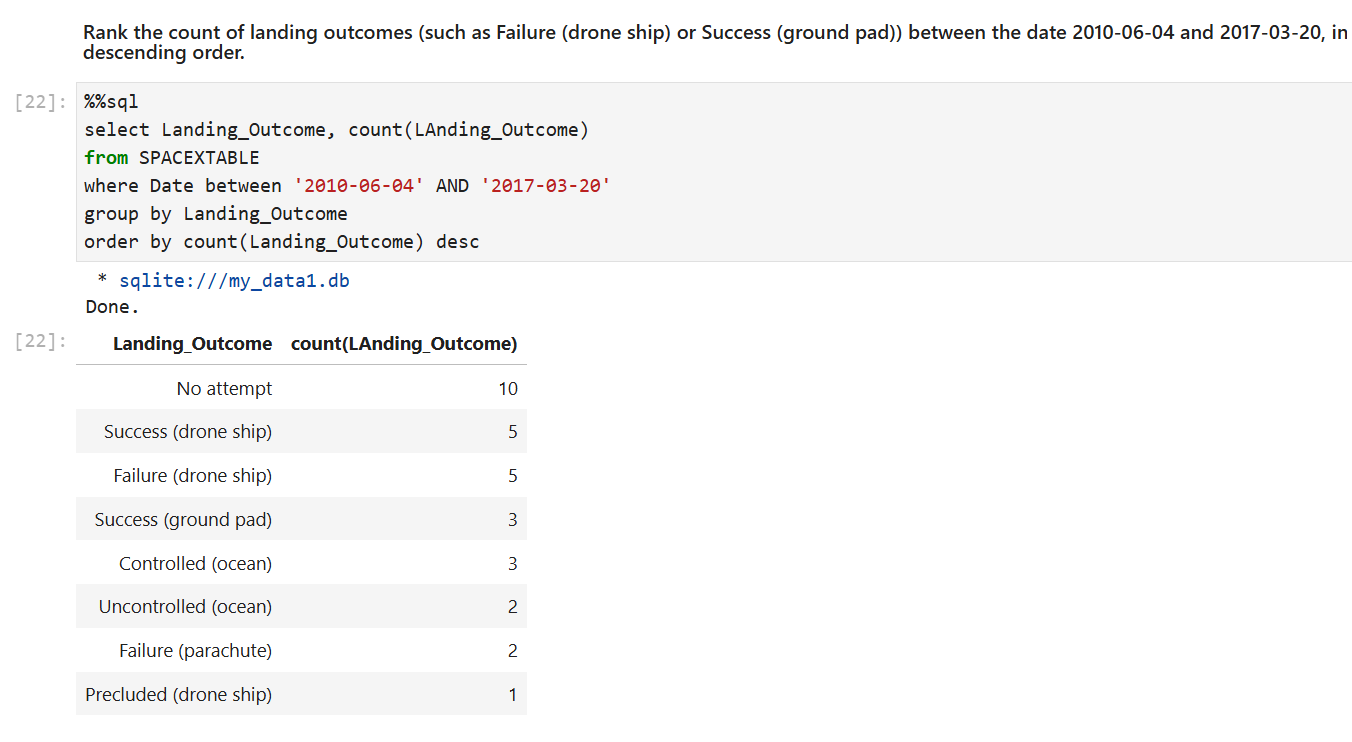 Rank the count of landing outcomes (such as Failure (drone ship) or Success (ground pad)) between the date 2010-06-04 and 2017-03-20, in
descending order.
[22]:
%%sql
select Landing_Outcome, count(LAnding_Outcome)
from SPACEXTABLE
where Date between '2010-06-04' AND '2017-03-20'
group by Landing_Outcome
order by count(Landing_Outcome) desc
* sqlite:///my_data1.db
Done.
[22]:
Landing_Outcome count(LAnding_Outcome)
No attempt 10
Success (drone ship) 5
Failure (drone ship) 5
Success (ground pad) 3
Controlled (ocean) 3
Uncontrolled (ocean) 2
Failure (parachute) 2
Precluded (drone ship) 1